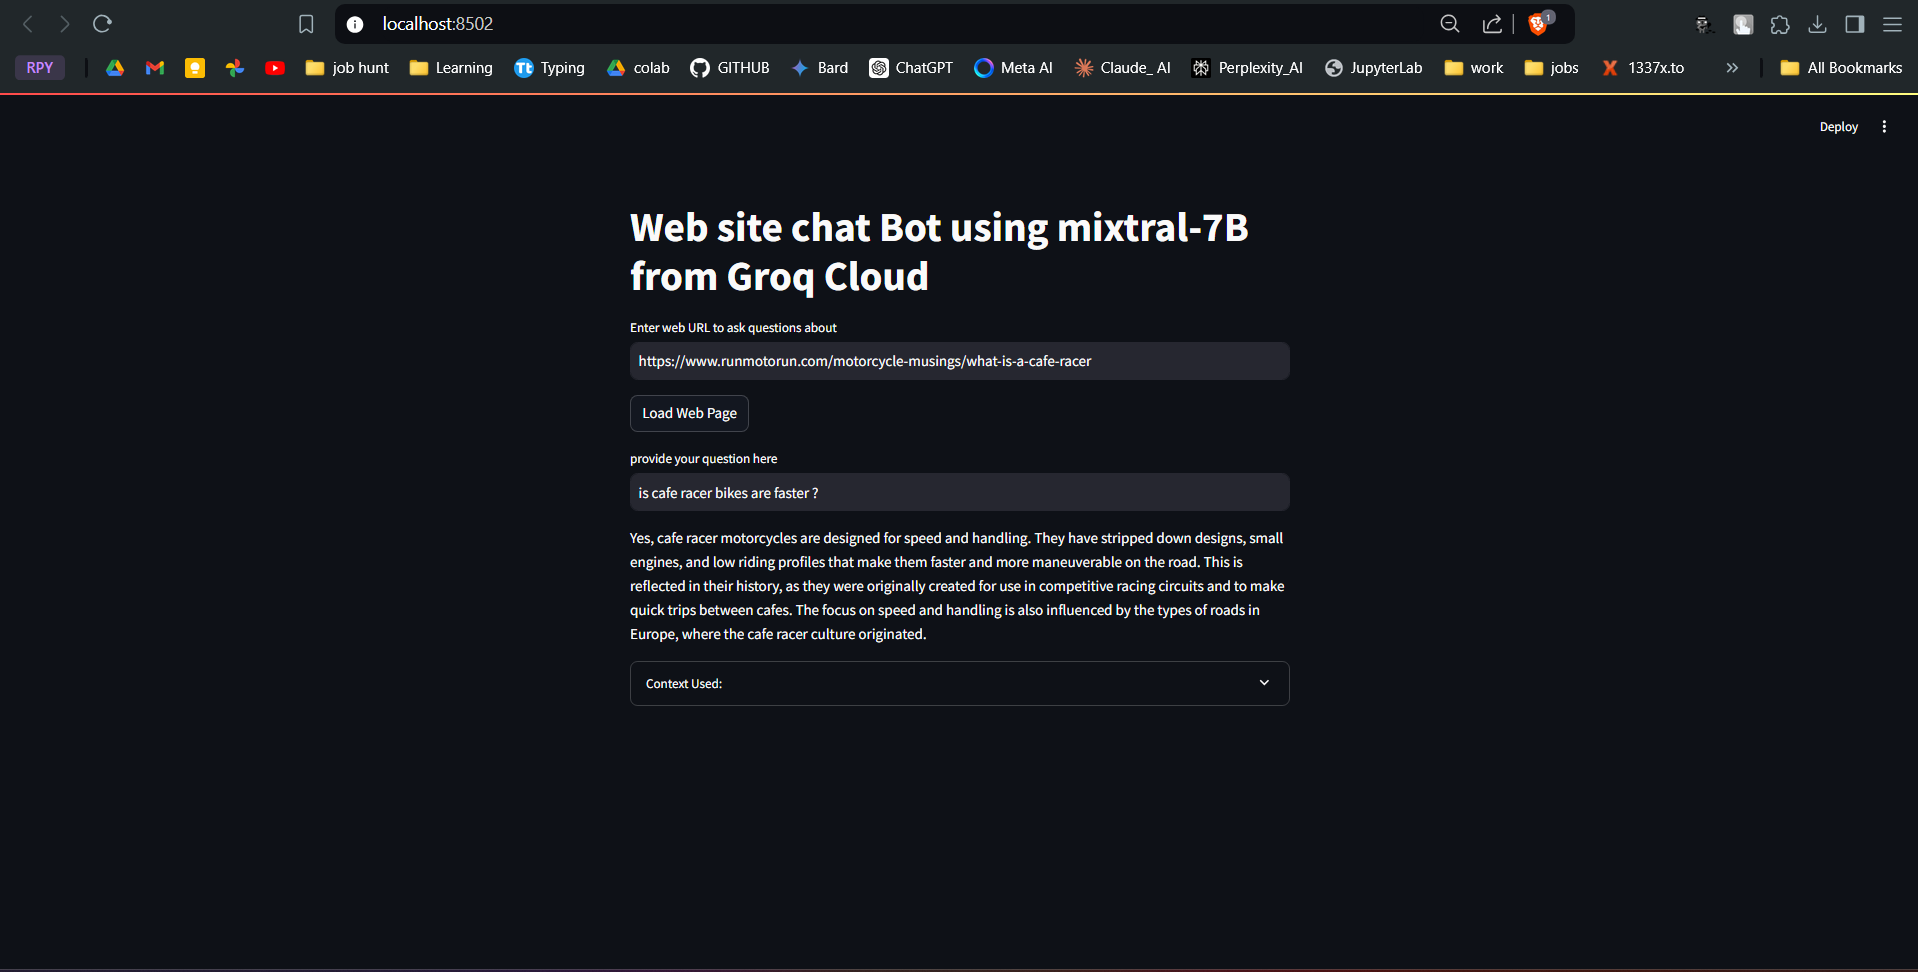 localhost:8502
1
RPY
job hunt
Learning
Tt
Typing
colab
GITHUB
Bard
ChatGPT
Meta AI
Claude_ AI
Perplexity_AI
JupyterLab
work
jobs
X
1337x.to
»
All Bookmarks
Deploy
Web site chat Bot using mixtral-7B
from Groq Cloud
Enter web URL to ask questions about
https://www.runmotorun.com/motorcycle-musings/what-is-a-cafe-racer
Load Web Page
provide your question here
is cafe racer bikes are faster ?
Yes, cafe racer motorcycles are designed for speed and handling. They have stripped down designs, small
engines, and low riding profiles that make them faster and more maneuverable on the road. This is
reflected in their history, as they were originally created for use in competitive racing circuits and to make
quick trips between cafes. The focus on speed and handling is also influenced by the types of roads in
Europe, where the cafe racer culture originated.
Context Used: